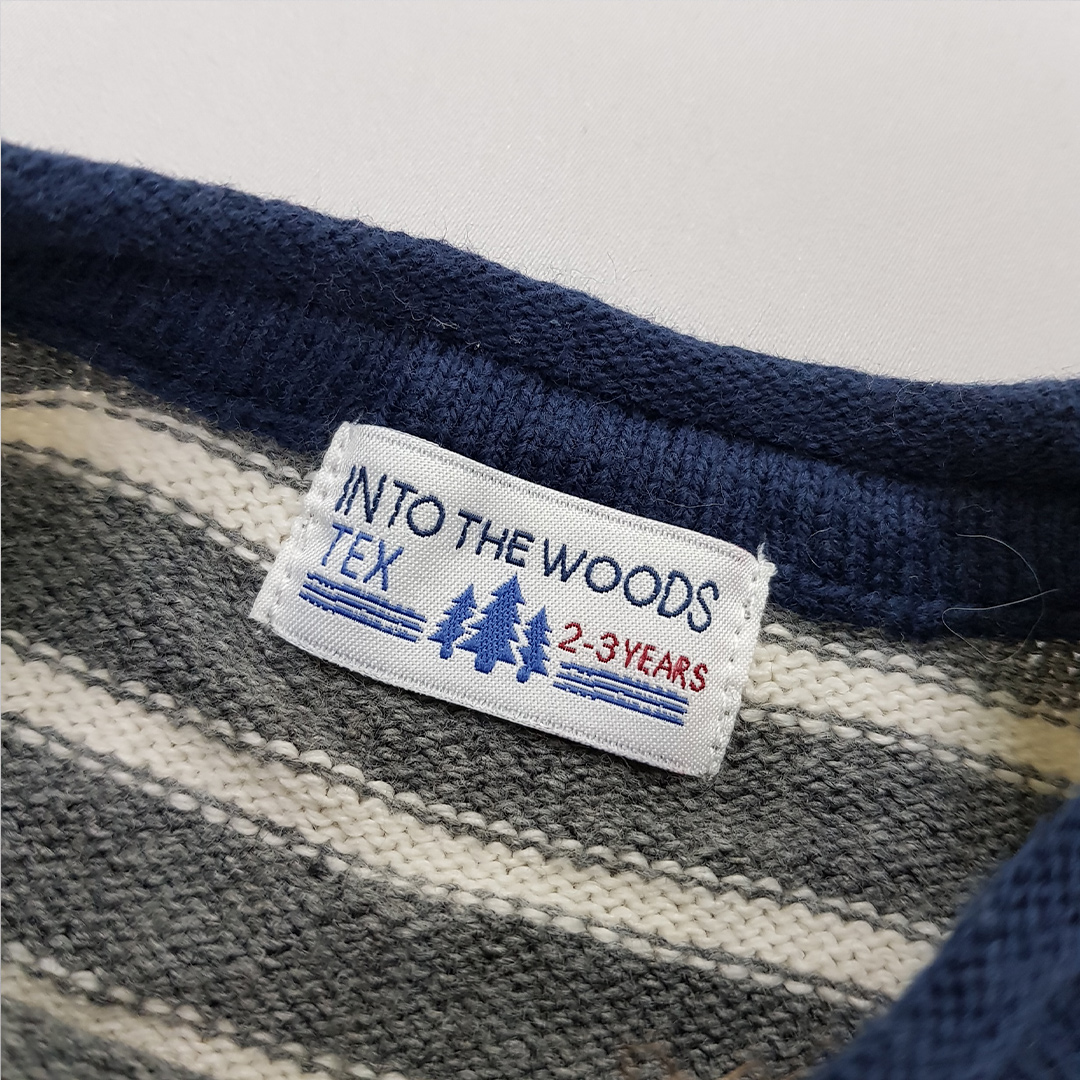 INTO THE WOODS
TEX
2-3 YEARS